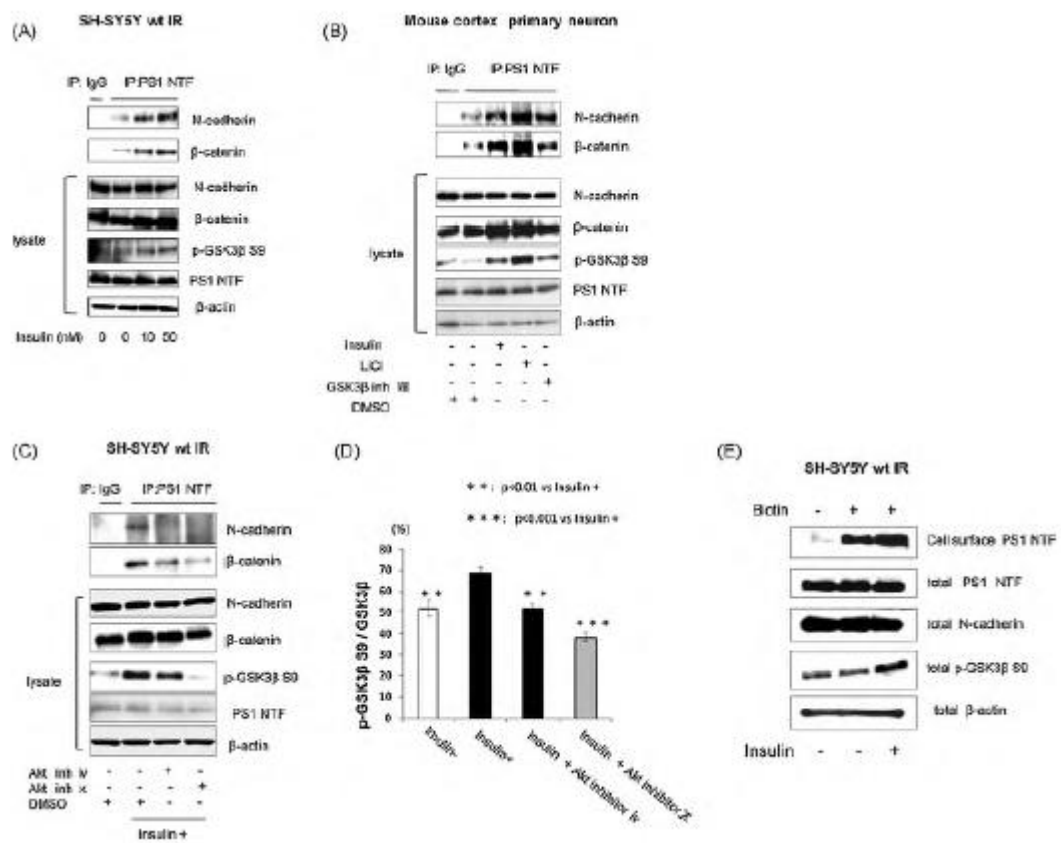 (A)
SH-SY5Y wt IR
IP: IgG IP:PS1 NTF
N-cadherin
β-catenin
N-cadherin
β-catenin
lysate
p-GSK3β S9
PS1 NTF
β-actin
Insulin (nM) 0 0 10 50
(B)
Mouse cortex primary neuron
IP: IgG IP:PS1 NTF
N-cadherin
β-catenin
N-cadherin
β-catenin
lysate
p-GSK3β S9
PS1 NTF
β-actin
Insulin - - + - -
LiCl - - - + -
GSK3β inh VIII - - - - +
DMSO + + - - -
(C)
SH-SY5Y wt IR
IP: IgG IP:PS1 NTF
N-cadherin
β-catenin
N-cadherin
β-catenin
lysate
p-GSK3β S9
PS1 NTF
β-actin
Akt inh IV - - + -
Akt inh X - - - +
DMSO + + - -
Insulin +
(D)
* * : p<0.01 vs Insulin +
* * * : p<0.001 vs Insulin +
(%)
80
70
60
50
40
30
20
10
0
p-GSK3β S9 / GSK3β
* *
* *
* * *
Insulin-
Insulin+
Insulin + Akt inhibitor IV
Insulin + Akt inhibitor X
(E)
SH-SY5Y wt IR
Biotin - + +
Cell surface PS1 NTF
total PS1 NTF
total N-cadherin
total p-GSK3β S9
total β-actin
Insulin - - +